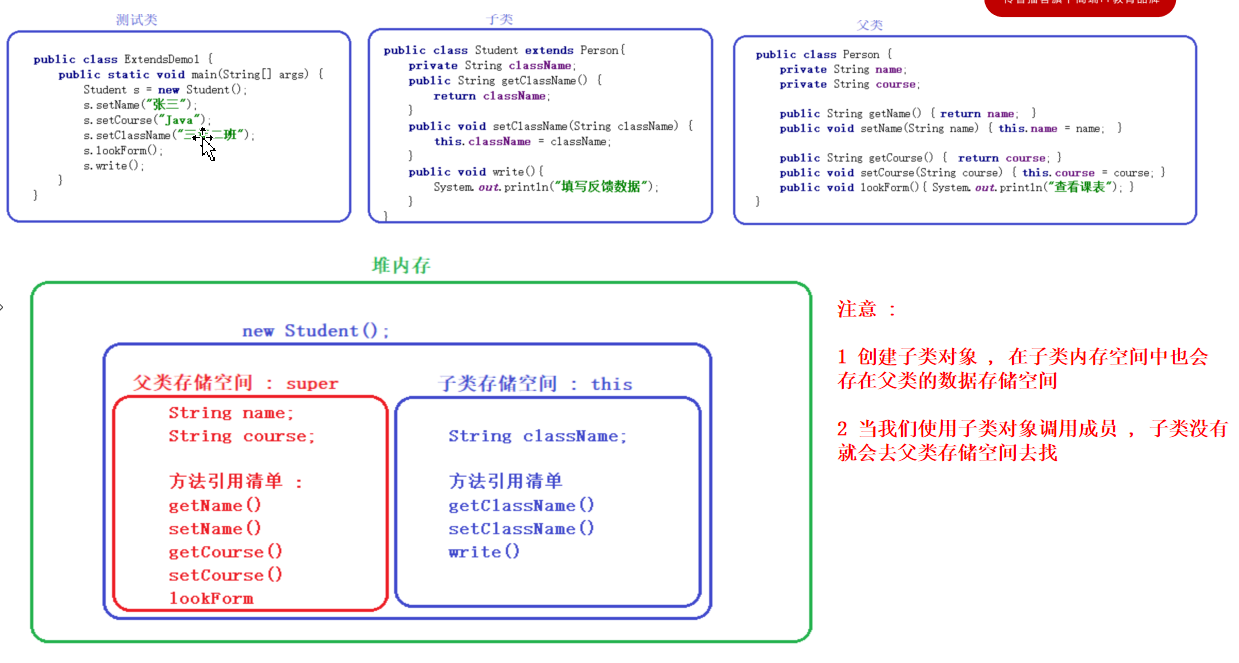 测试类
public class ExtendsDemo1 {
public static void main(String[] args) {
Student s = new Student();
s.setName("张三");
s.setCourse("Java");
s.setClassName("三 二班");
s.lookForm();
s.write();
}
}
子类
public class Student extends Person{
private String className;
public String getClassName() {
return className;
}
public void setClassName(String className) {
this.className = className;
}
public void write(){
System.out.println("填写反馈数据");
}
}
父类
public class Person {
private String name;
private String course;
public String getName() { return name; }
public void setName(String name) { this.name = name; }
public String getCourse() { return course; }
public void setCourse(String course) { this.course = course; }
public void lookForm(){ System.out.println("查看课表"); }
}
堆内存
new Student();
父类存储空间 : super
String name;
String course;
方法引用清单 :
getName()
setName()
getCourse()
setCourse()
lookForm
子类存储空间 : this
String className;
方法引用清单
getClassName()
setClassName()
write()
注意 :
1 创建子类对象 , 在子类内存空间中也会
存在父类的数据存储空间
2 当我们使用子类对象调用成员 , 子类没有
就会去父类存储空间去找